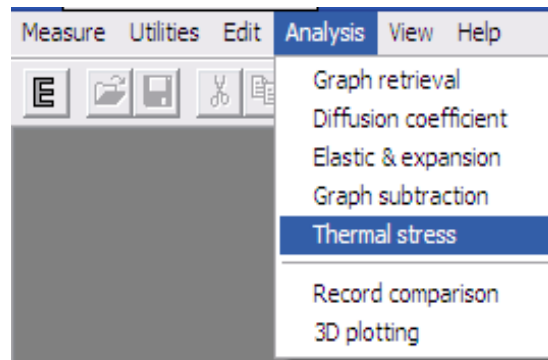 Measure Utilities Edit Analysis View Help
E
Graph retrieval
Diffusion coefficient
Elastic & expansion
Graph subtraction
Thermal stress
Record comparison
3D plotting